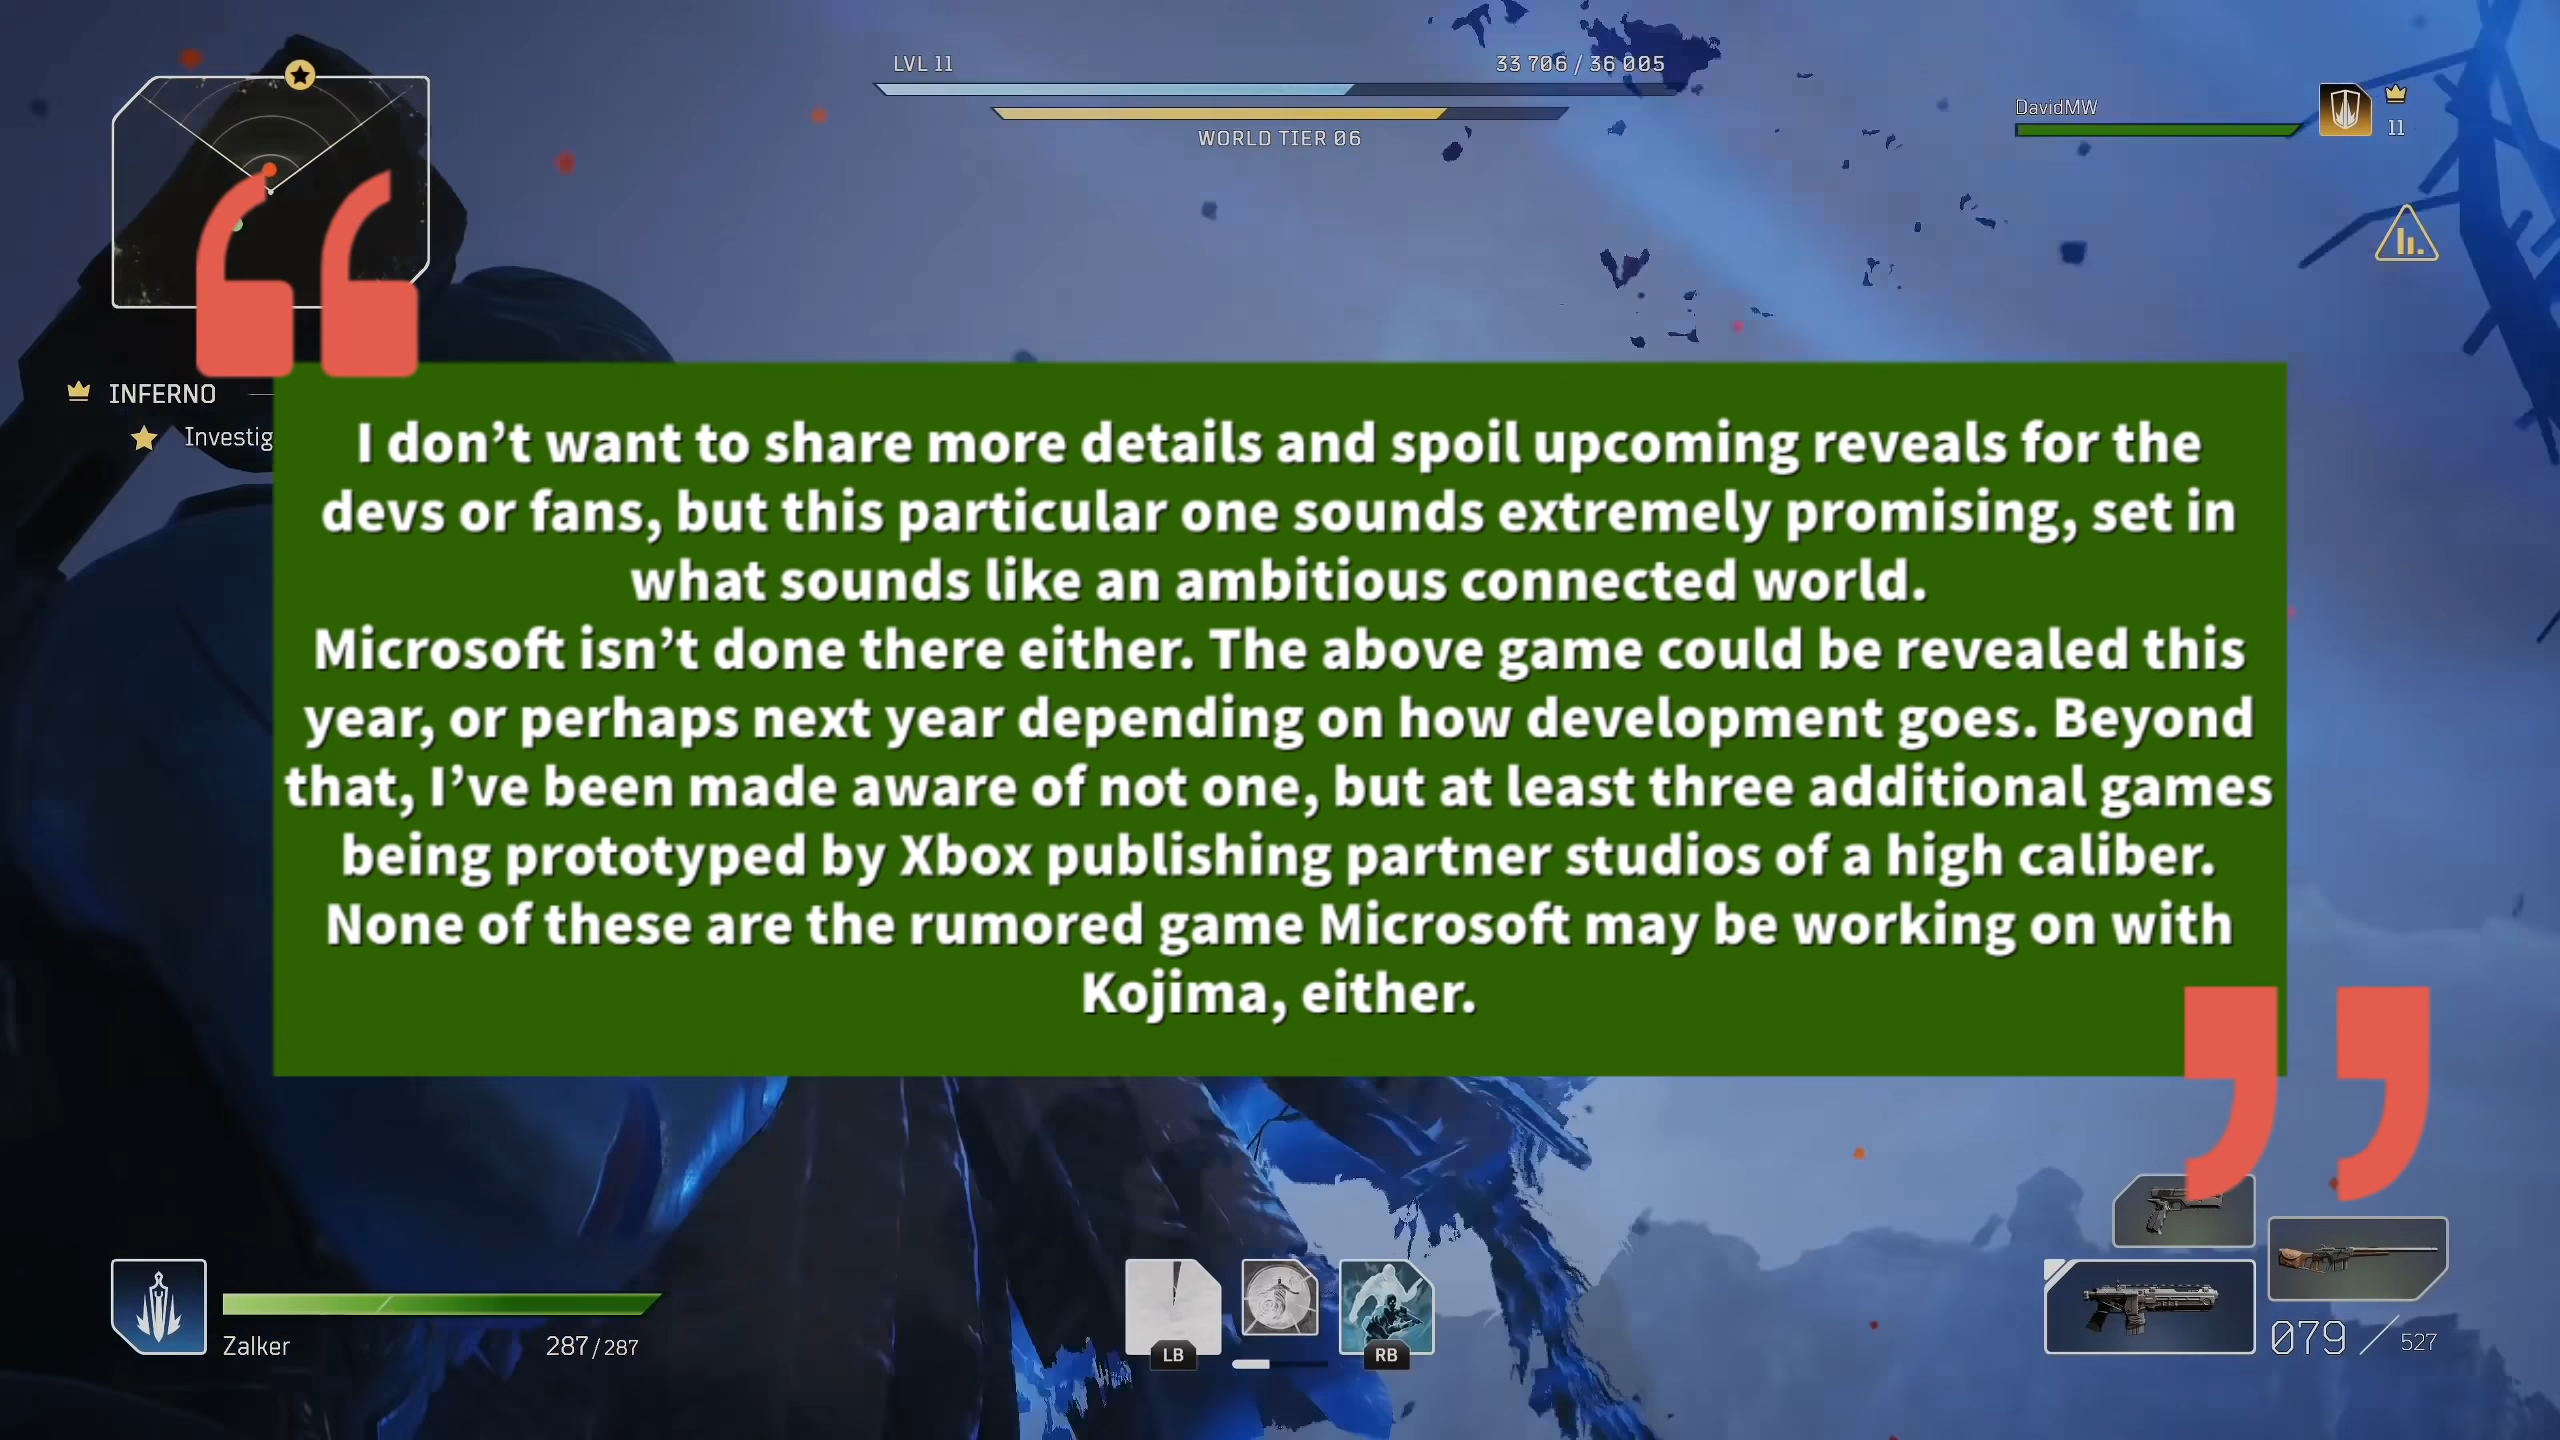 LVL 11
33 706 / 36 005
WORLD TIER 06
DavidMW
11
INFERNO
Investig
I don’t want to share more details and spoil upcoming reveals for the
devs or fans, but this particular one sounds extremely promising, set in
what sounds like an ambitious connected world.
Microsoft isn’t done there either. The above game could be revealed this
year, or perhaps next year depending on how development goes. Beyond
that, I’ve been made aware of not one, but at least three additional games
being prototyped by Xbox publishing partner studios of a high caliber.
None of these are the rumored game Microsoft may be working on with
Kojima, either.
Zalker
287/287
LB
RB
079 / 527